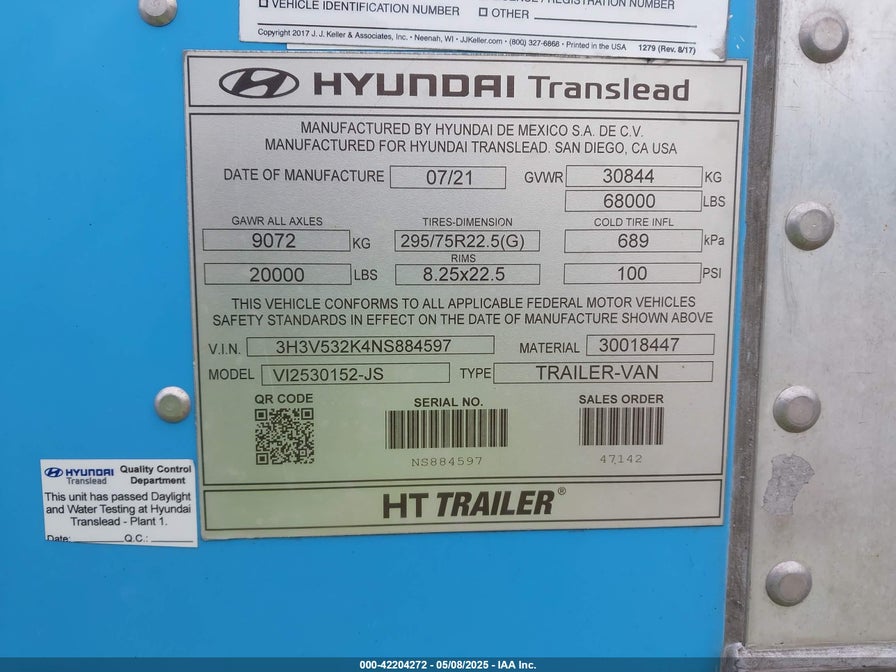 REGISTRATION NUMBER
☐ VEHICLE IDENTIFICATION NUMBER ☐ OTHER
Copyright 2017 J. J. Keller & Associates, Inc. • Neenah, WI • JJKeller.com • (800) 327-6868 • Printed in the USA 1279 (Rev. 8/17)
HYUNDAI Translead
MANUFACTURED BY HYUNDAI DE MEXICO S.A. DE C.V.
MANUFACTURED FOR HYUNDAI TRANSLEAD. SAN DIEGO, CA USA
DATE OF MANUFACTURE 07/21 GVWR 30844 KG
68000 LBS
GAWR ALL AXLES TIRES-DIMENSION COLD TIRE INFL
9072 KG 295/75R22.5(G) 689 kPa
RIMS
20000 LBS 8.25x22.5 100 PSI
THIS VEHICLE CONFORMS TO ALL APPLICABLE FEDERAL MOTOR VEHICLES
SAFETY STANDARDS IN EFFECT ON THE DATE OF MANUFACTURE SHOWN ABOVE
V.I.N. 3H3V532K4NS884597 MATERIAL 30018447
MODEL VI2530152-JS TYPE TRAILER-VAN
QR CODE SERIAL NO. SALES ORDER
NS884597 47142
HT TRAILER®
HYUNDAI Translead Quality Control Department
This unit has passed Daylight
and Water Testing at Hyundai
Translead - Plant 1.
Date: Q.C.:
000-42204272 • 05/08/2025 • IAA Inc.